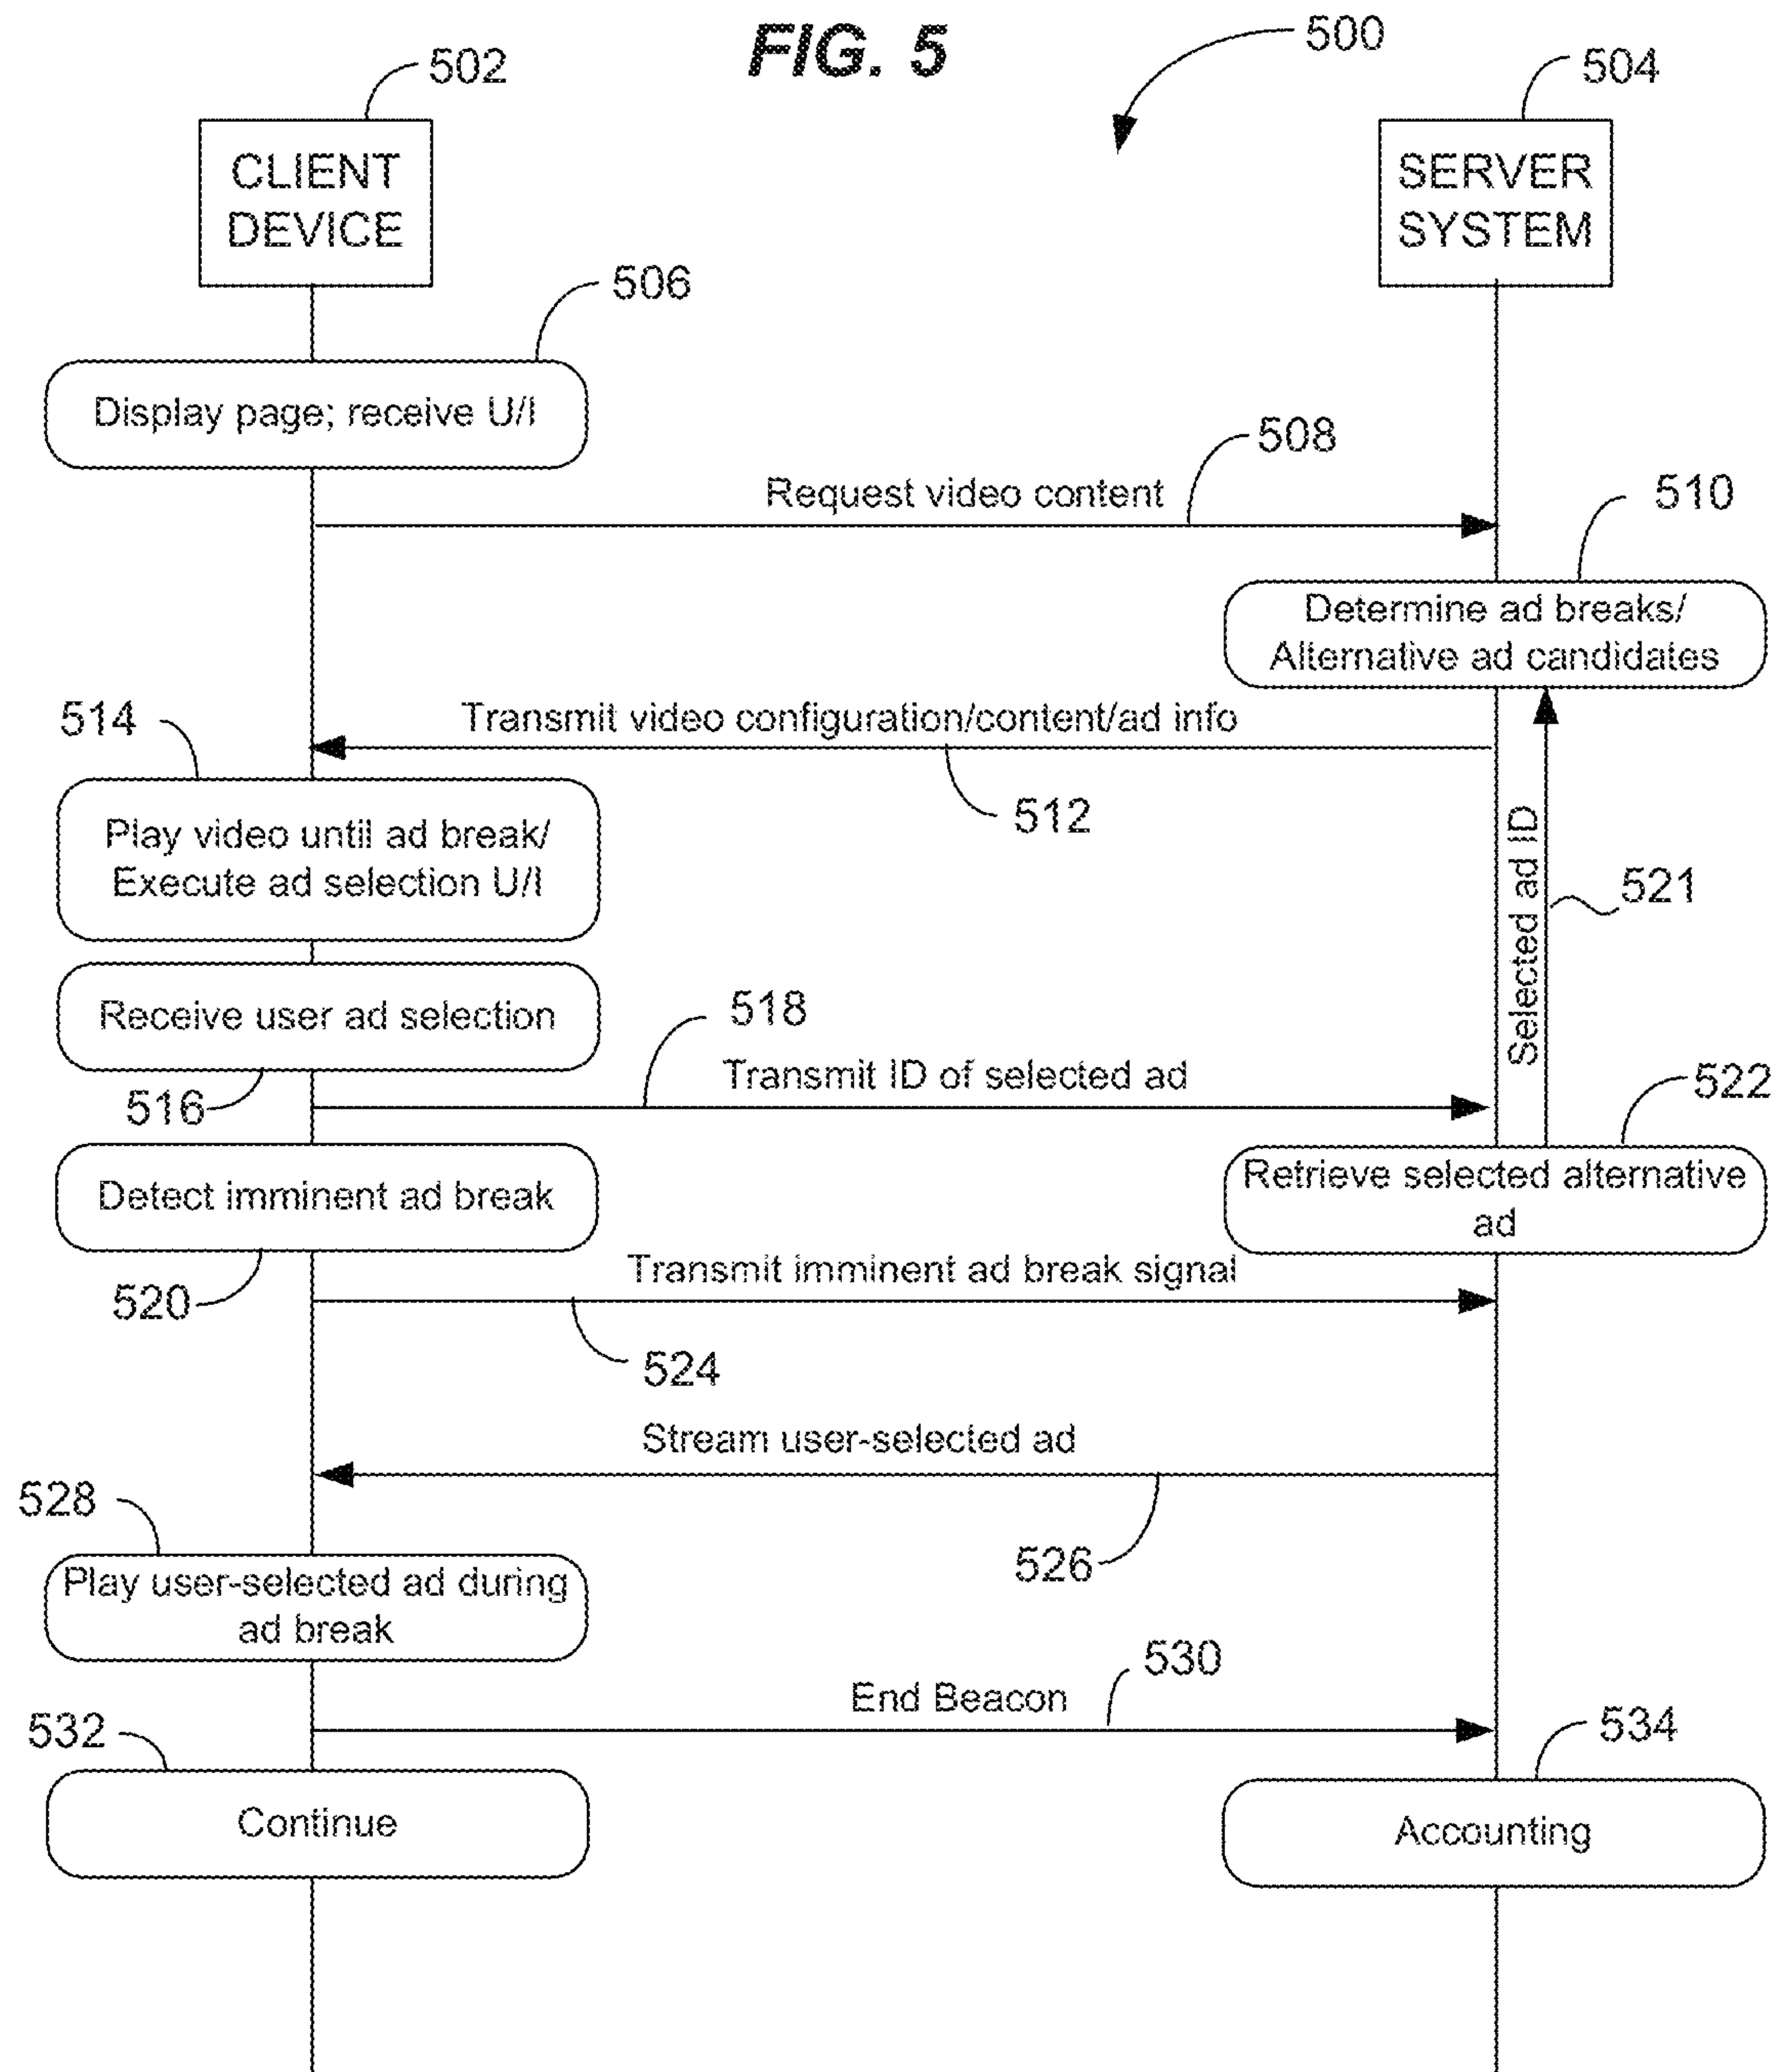 FIG. 5
500
502
504
CLIENT
DEVICE
SERVER
SYSTEM
506
Display page; receive U/I
508
Request video content
510
Determine ad breaks/
Alternative ad candidates
514
Transmit video configuration/content/ad info
512
Play video until ad break/
Execute ad selection U/I
Selected ad ID
521
Receive user ad selection
518
516
Transmit ID of selected ad
522
Detect imminent ad break
Retrieve selected alternative
ad
520
Transmit imminent ad break signal
524
Stream user-selected ad
528
526
Play user-selected ad during
ad break
530
End Beacon
532
534
Continue
Accounting